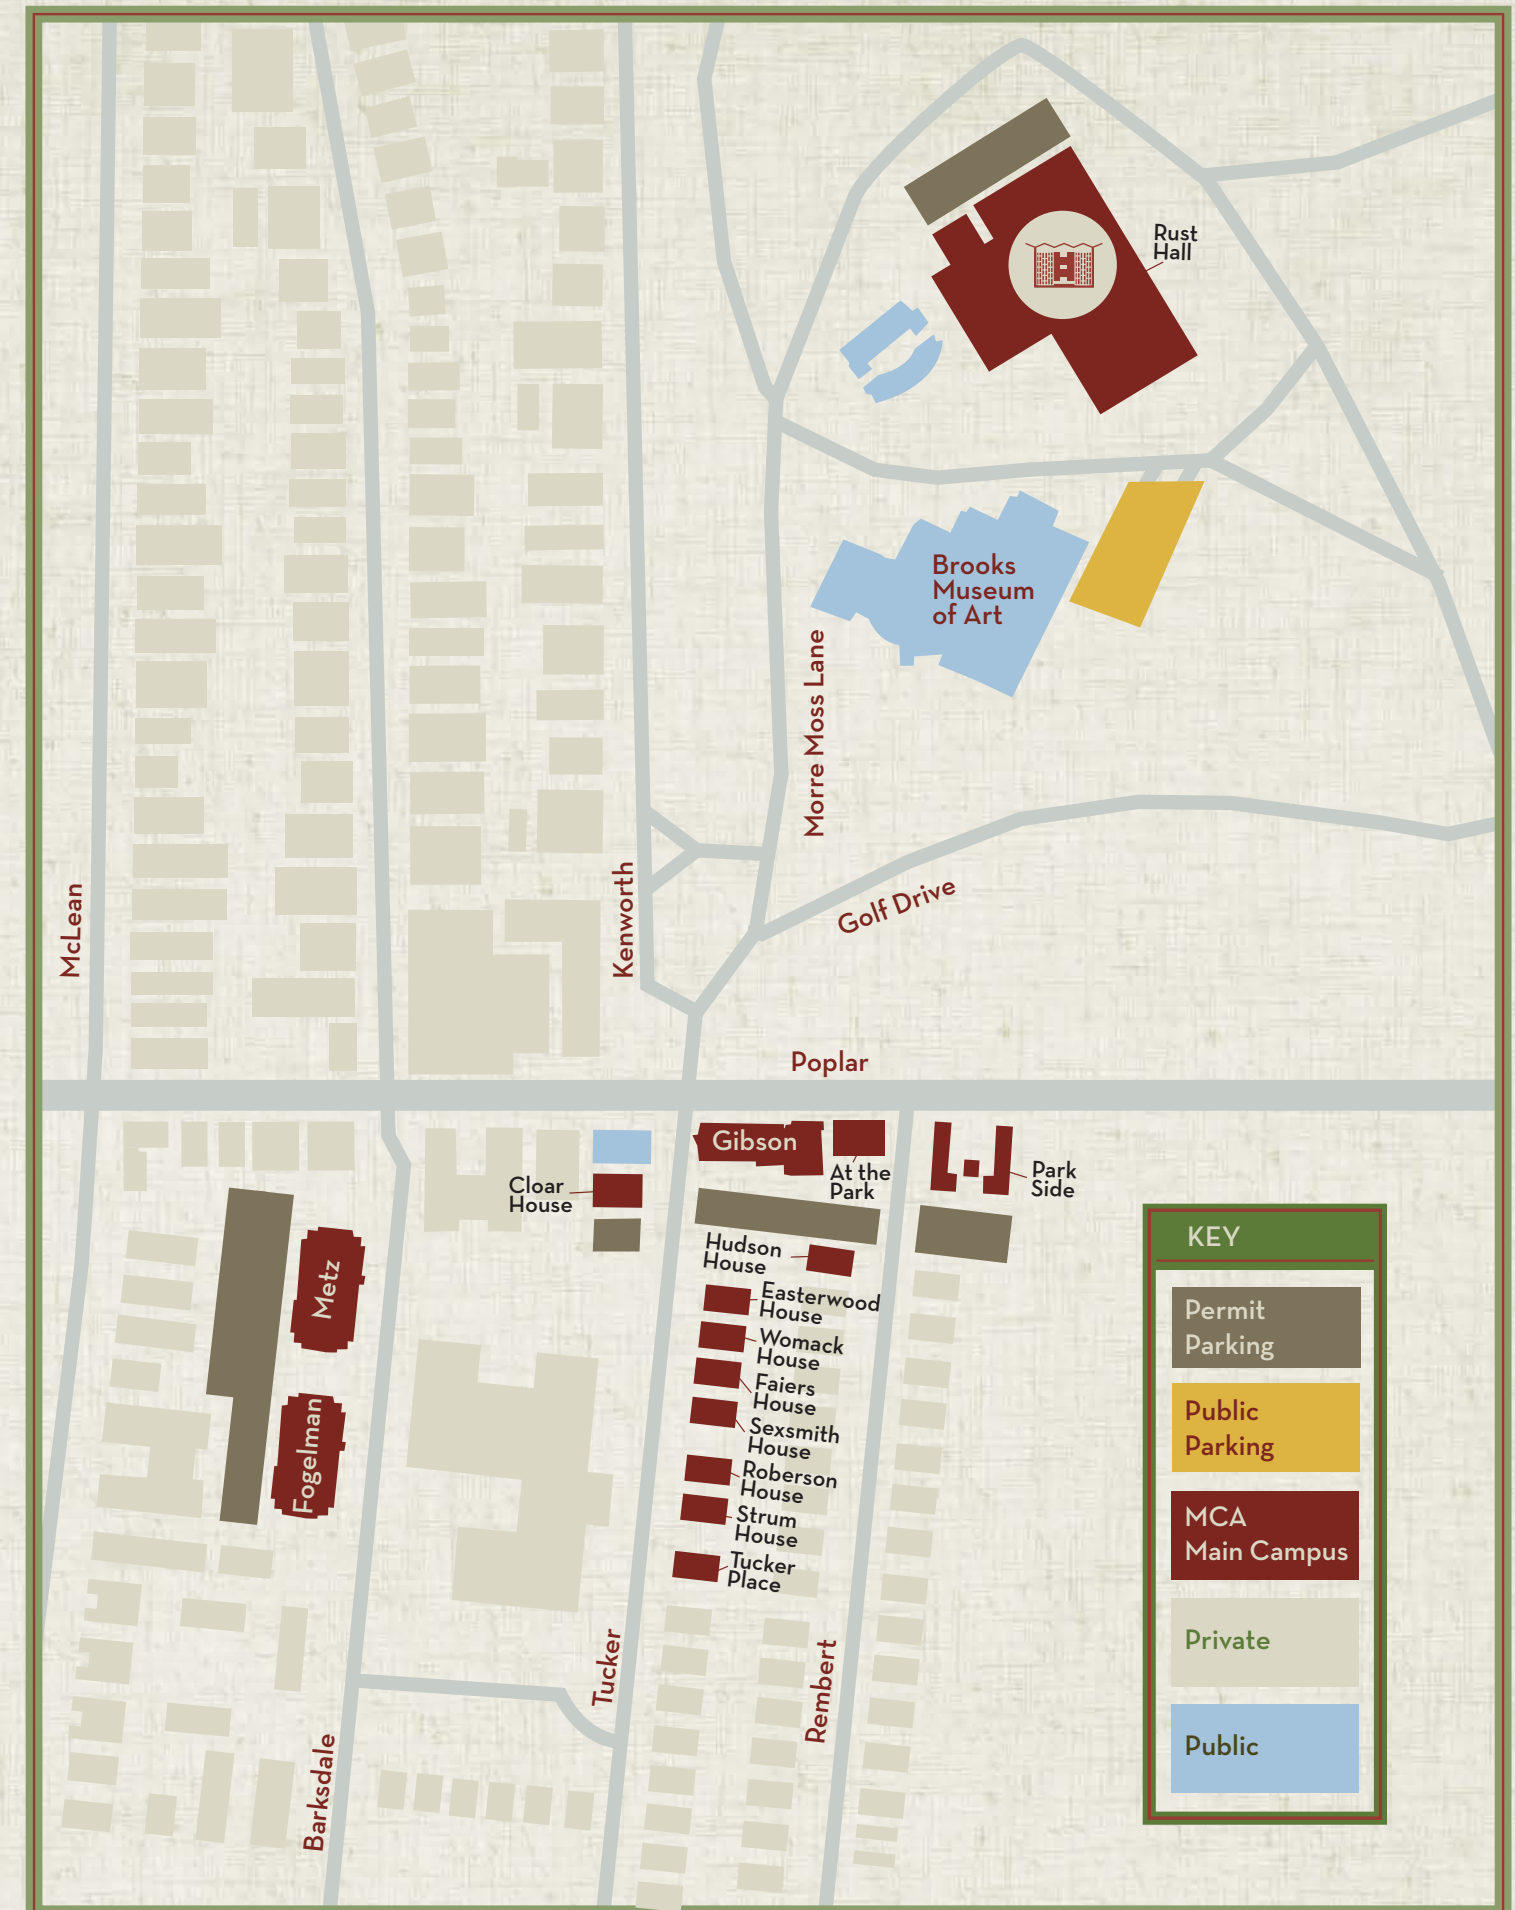 Rust
Hall
Brooks
Museum
of Art
Morre Moss Lane
McLean
Kenworth
Golf Drive
Poplar
Gibson
At the
Park
Park
Side
Cloar
House
Hudson
House
Metz
Easterwood
House
Womack
House
Faiers
House
Fogelman
Sexsmith
House
Roberson
House
Strum
House
Tucker
Place
Tucker
Rembert
Barksdale
KEY
Permit
Parking
Public
Parking
MCA
Main Campus
Private
Public